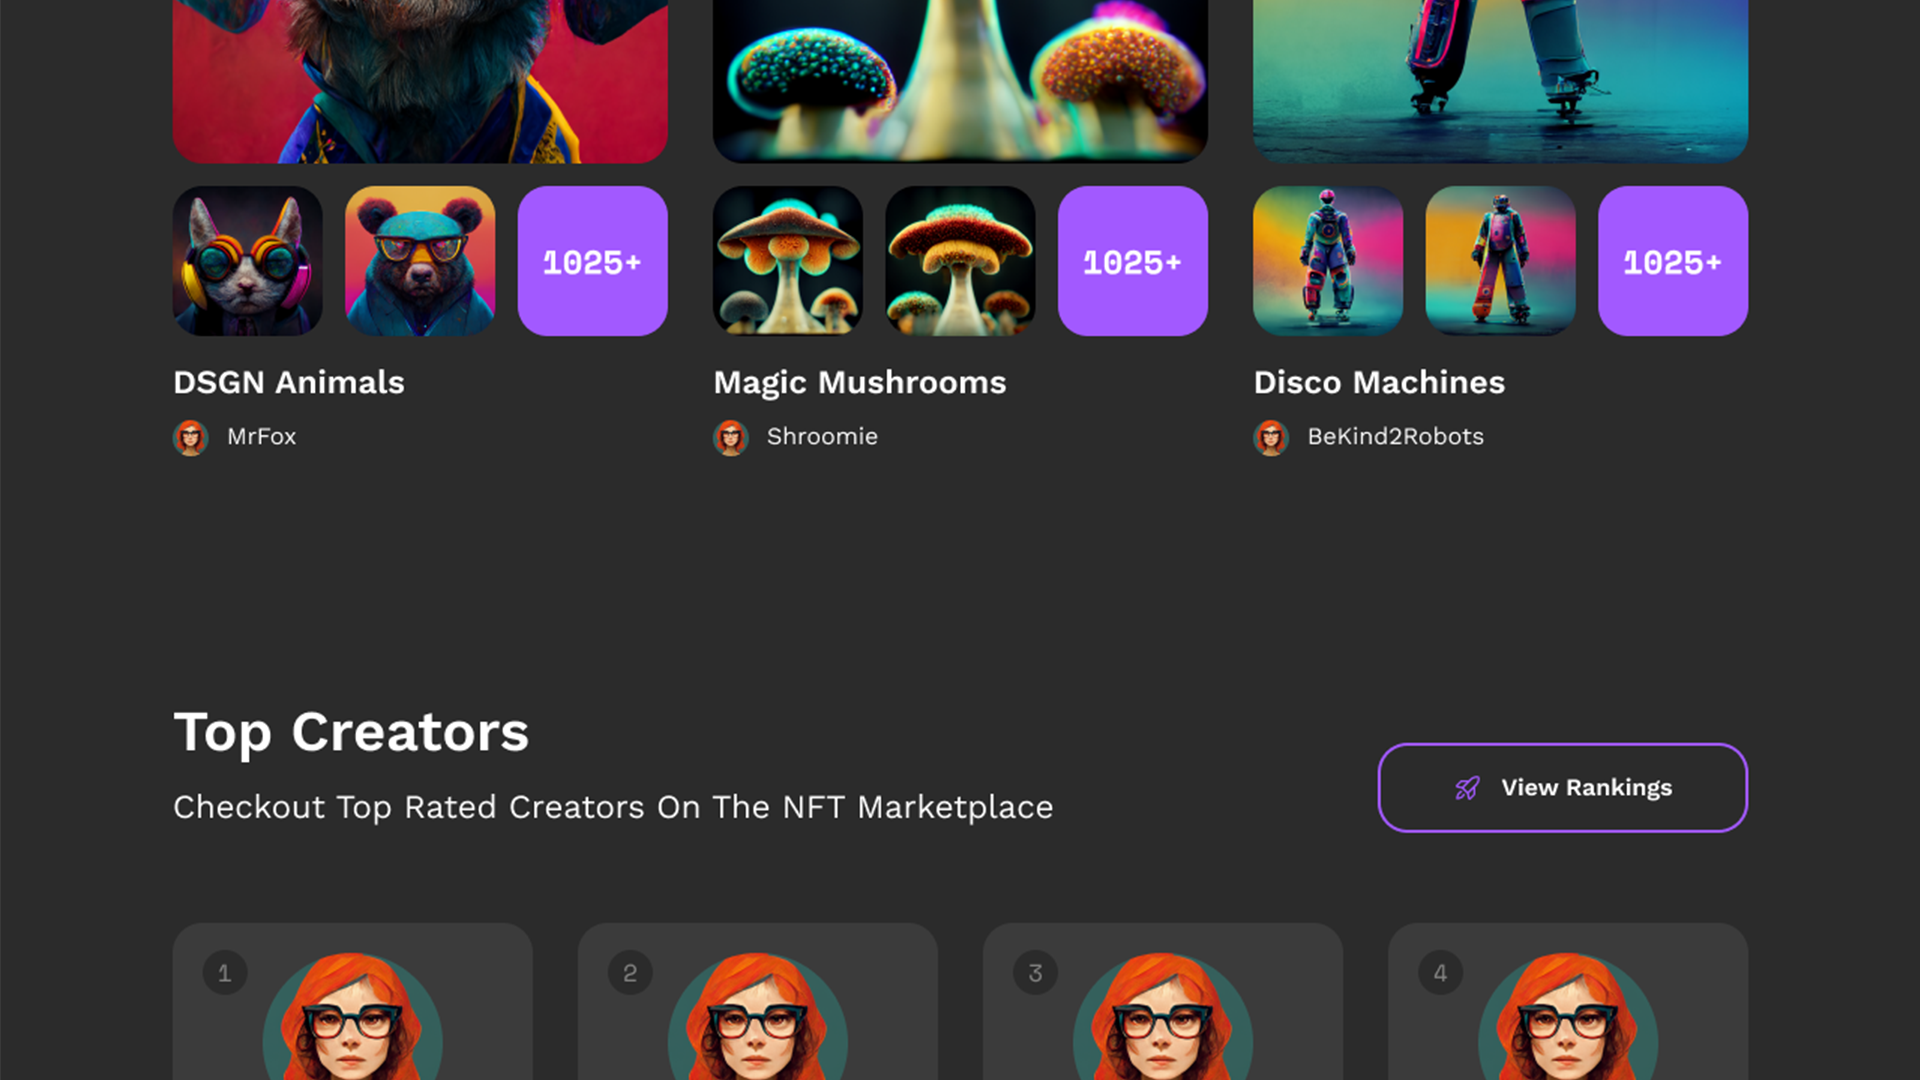 1025+
1025+
1025+
DSGN Animals
MrFox
Magic Mushrooms
Shroomie
Disco Machines
BeKind2Robots
Top Creators
Checkout Top Rated Creators On The NFT Marketplace
View Rankings
1
2
3
4